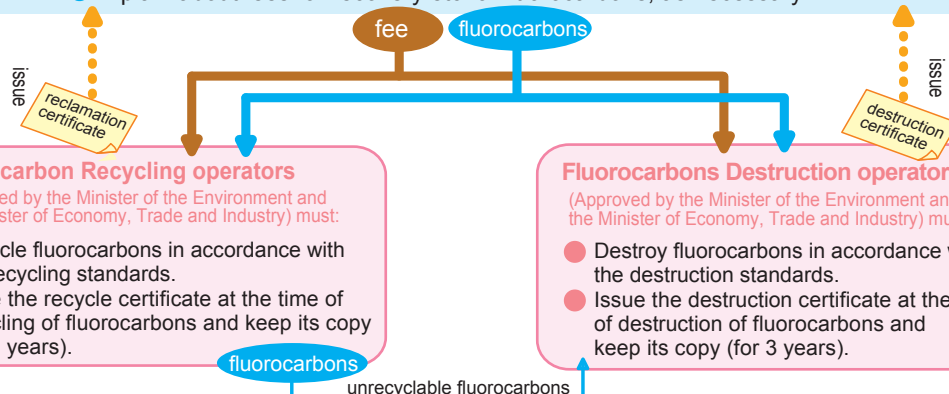 fee
fluorocarbons
issue
reclamation
certificate
issue
destruction
certificate
carbon Recycling operators
ed by the Minister of the Environment and
ster of Economy, Trade and Industry) must:
cle fluorocarbons in accordance with
ecycling standards.
e the recycle certificate at the time of
cling of fluorocarbons and keep its copy
years).
fluorocarbons
Fluorocarbons Destruction operator
(Approved by the Minister of the Environment an
the Minister of Economy, Trade and Industry) mu
Destroy fluorocarbons in accordance
the destruction standards.
Issue the destruction certificate at the
of destruction of fluorocarbons and
keep its copy (for 3 years).
unrecyclable fluorocarbons